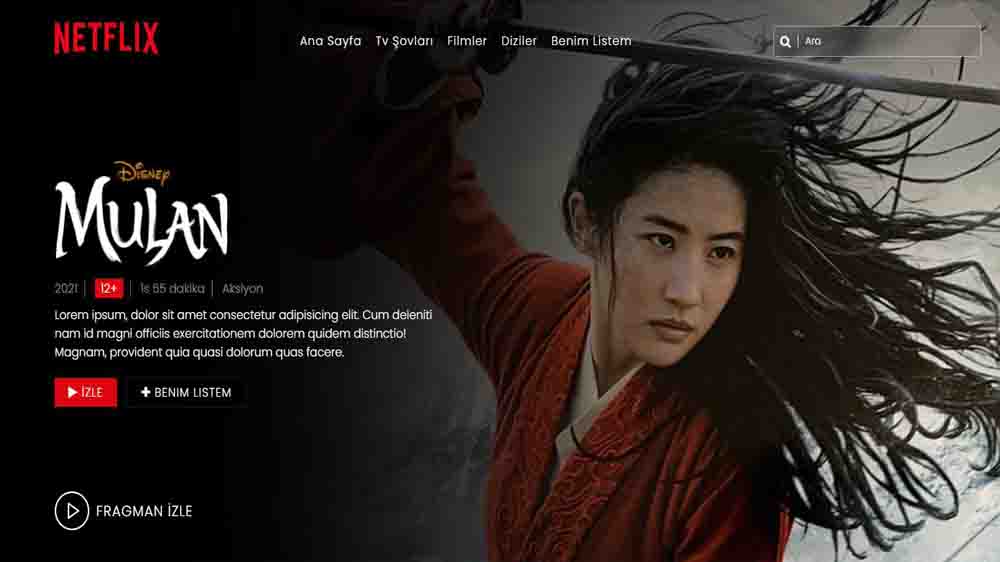 NETFLIX
Ana Sayfa Tv Şovları Filmler Diziler Benim Listem
Ara
Disney
MULAN
2021 | 12+ | 1s 55 dakika | Aksiyon
Lorem ipsum, dolor sit amet consectetur adipisicing elit. Cum deleniti
nam id magni officiis exercitationem dolorem quidem distinctio!
Magnam, provident quia quasi dolorum quas facere.
İZLE
BENIM LISTEM
FRAGMAN İZLE